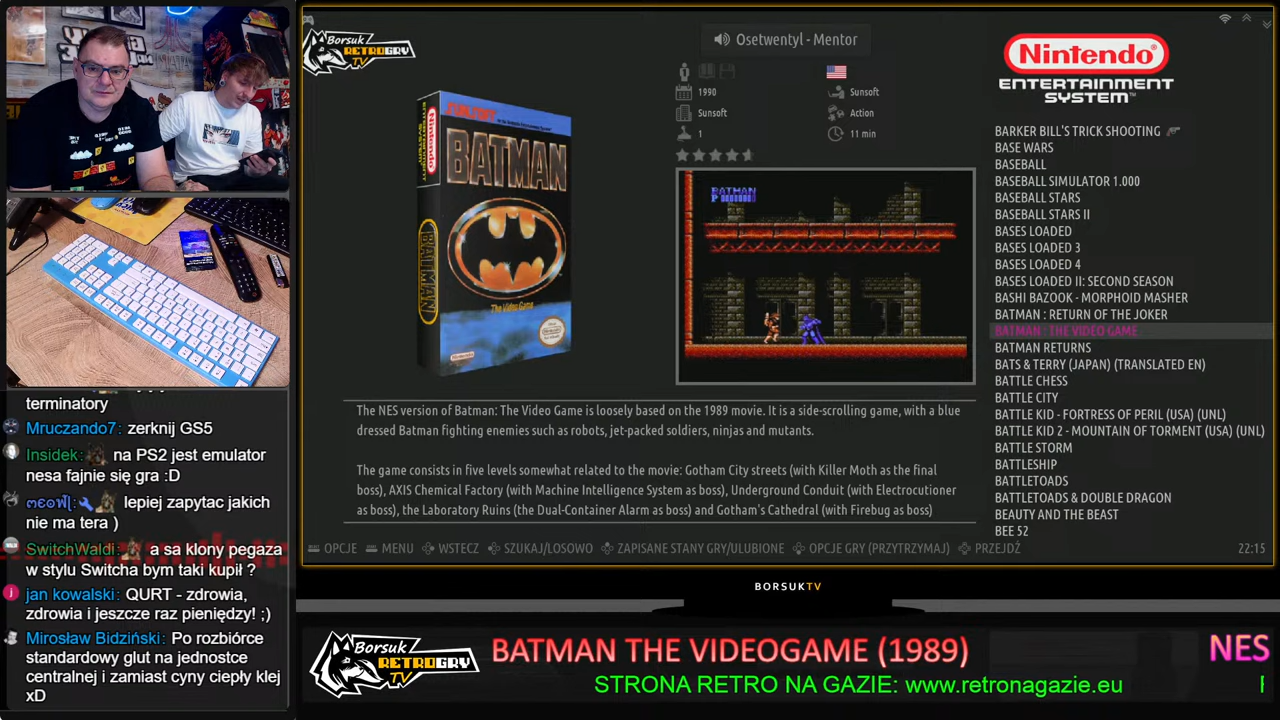 terminatory
Mruczando7: zerknij GS5
Insidek: na PS2 jest emulator
nesa fajnie się gra :D
lepiej zapytac jakich
nie ma tera )
SwitchWaldi: a sa klony pegaza
w stylu Switcha bym taki kupił ?
jan kowalski: QURT - zdrowia,
zdrowia i jeszcze raz pieniędzy! ;)
Mirosław Bidziński: Po rozbiórce
standardowy glut na jednostce
centralnej i zamiast cyny ciepły klej
xD
Borsuk
RETROGRY
TV
Osetwentyl - Mentor
1990
Sunsoft
Sunsoft
Action
1
11 min
SUNSOFT
Nintendo
BATMAN
BATMAN
The Video Game
Nintendo
BATMAN
P
Nintendo
ENTERTAINMENT
SYSTEM™
BARKER BILL'S TRICK SHOOTING
BASE WARS
BASEBALL
BASEBALL SIMULATOR 1.000
BASEBALL STARS
BASEBALL STARS II
BASES LOADED
BASES LOADED 3
BASES LOADED 4
BASES LOADED II: SECOND SEASON
BASHI BAZOOK - MORPHOID MASHER
BATMAN : RETURN OF THE JOKER
BATMAN : THE VIDEO GAME
BATMAN RETURNS
BATS & TERRY (JAPAN) (TRANSLATED EN)
BATTLE CHESS
BATTLE CITY
BATTLE KID - FORTRESS OF PERIL (USA) (UNL)
BATTLE KID 2 - MOUNTAIN OF TORMENT (USA) (UNL)
BATTLE STORM
BATTLESHIP
BATTLETOADS
BATTLETOADS & DOUBLE DRAGON
BEAUTY AND THE BEAST
BEE 52
The NES version of Batman: The Video Game is loosely based on the 1989 movie. It is a side-scrolling game, with a blue
dressed Batman fighting enemies such as robots, jet-packed soldiers, ninjas and mutants.
The game consists in five levels somewhat related to the movie: Gotham City streets (with Killer Moth as the final
boss), AXIS Chemical Factory (with Machine Intelligence System as boss), Underground Conduit (with Electrocutioner
as boss), the Laboratory Ruins (the Dual-Container Alarm as boss) and Gotham's Cathedral (with Firebug as boss)
OPCJE MENU WSTECZ SZUKAJ/LOSOWO ZAPISANE STANY GRY/ULUBIONE OPCJE GRY (PRZYTRZYMAJ) PRZEJDŹ 22:15
BORSUKTV
Borsuk
RETROGRY
TV
BATMAN THE VIDEOGAME (1989) NES
STRONA RETRO NA GAZIE: www.retronagazie.eu